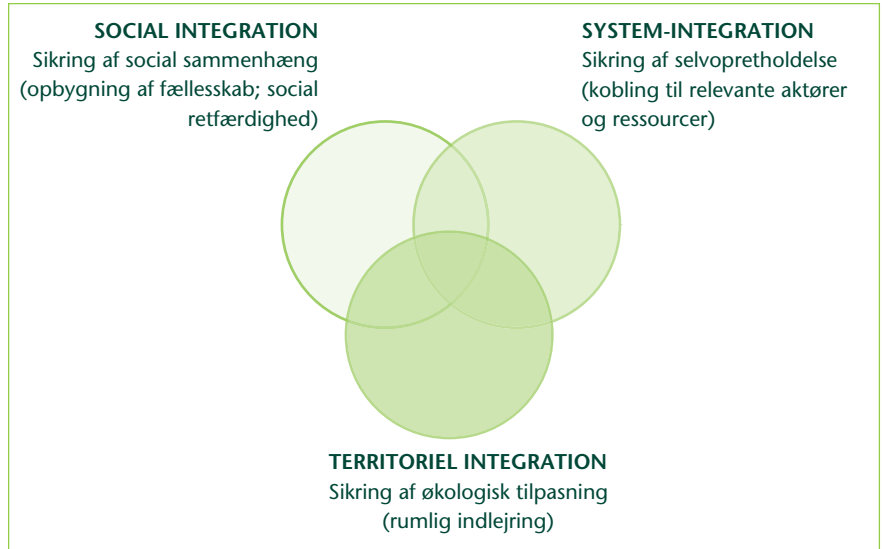 SOCIAL INTEGRATION
Sikring af social sammenhæng
(opbygning af fællesskab; social
retfærdighed)
SYSTEM-INTEGRATION
Sikring af selvopretholdelse
(kobling til relevante aktører
og ressourcer)
TERRITORIEL INTEGRATION
Sikring af økologisk tilpasning
(rumlig indlejring)